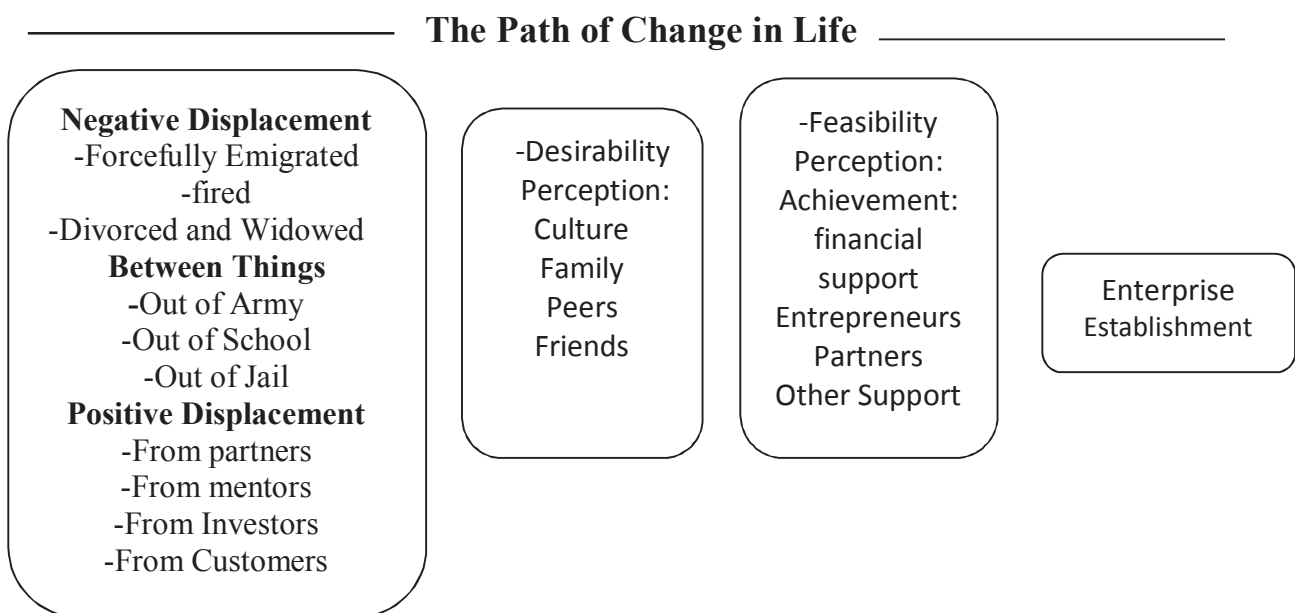 The Path of Change in Life
Negative Displacement
-Forcefully Emigrated
-fired
-Divorced and Widowed
Between Things
-Out of Army
-Out of School
-Out of Jail
Positive Displacement
-From partners
-From mentors
-From Investors
-From Customers
-Desirability
Perception:
Culture
Family
Peers
Friends
-Feasibility
Perception:
Achievement:
financial
support
Entrepreneurs
Partners
Other Support
Enterprise
Establishment